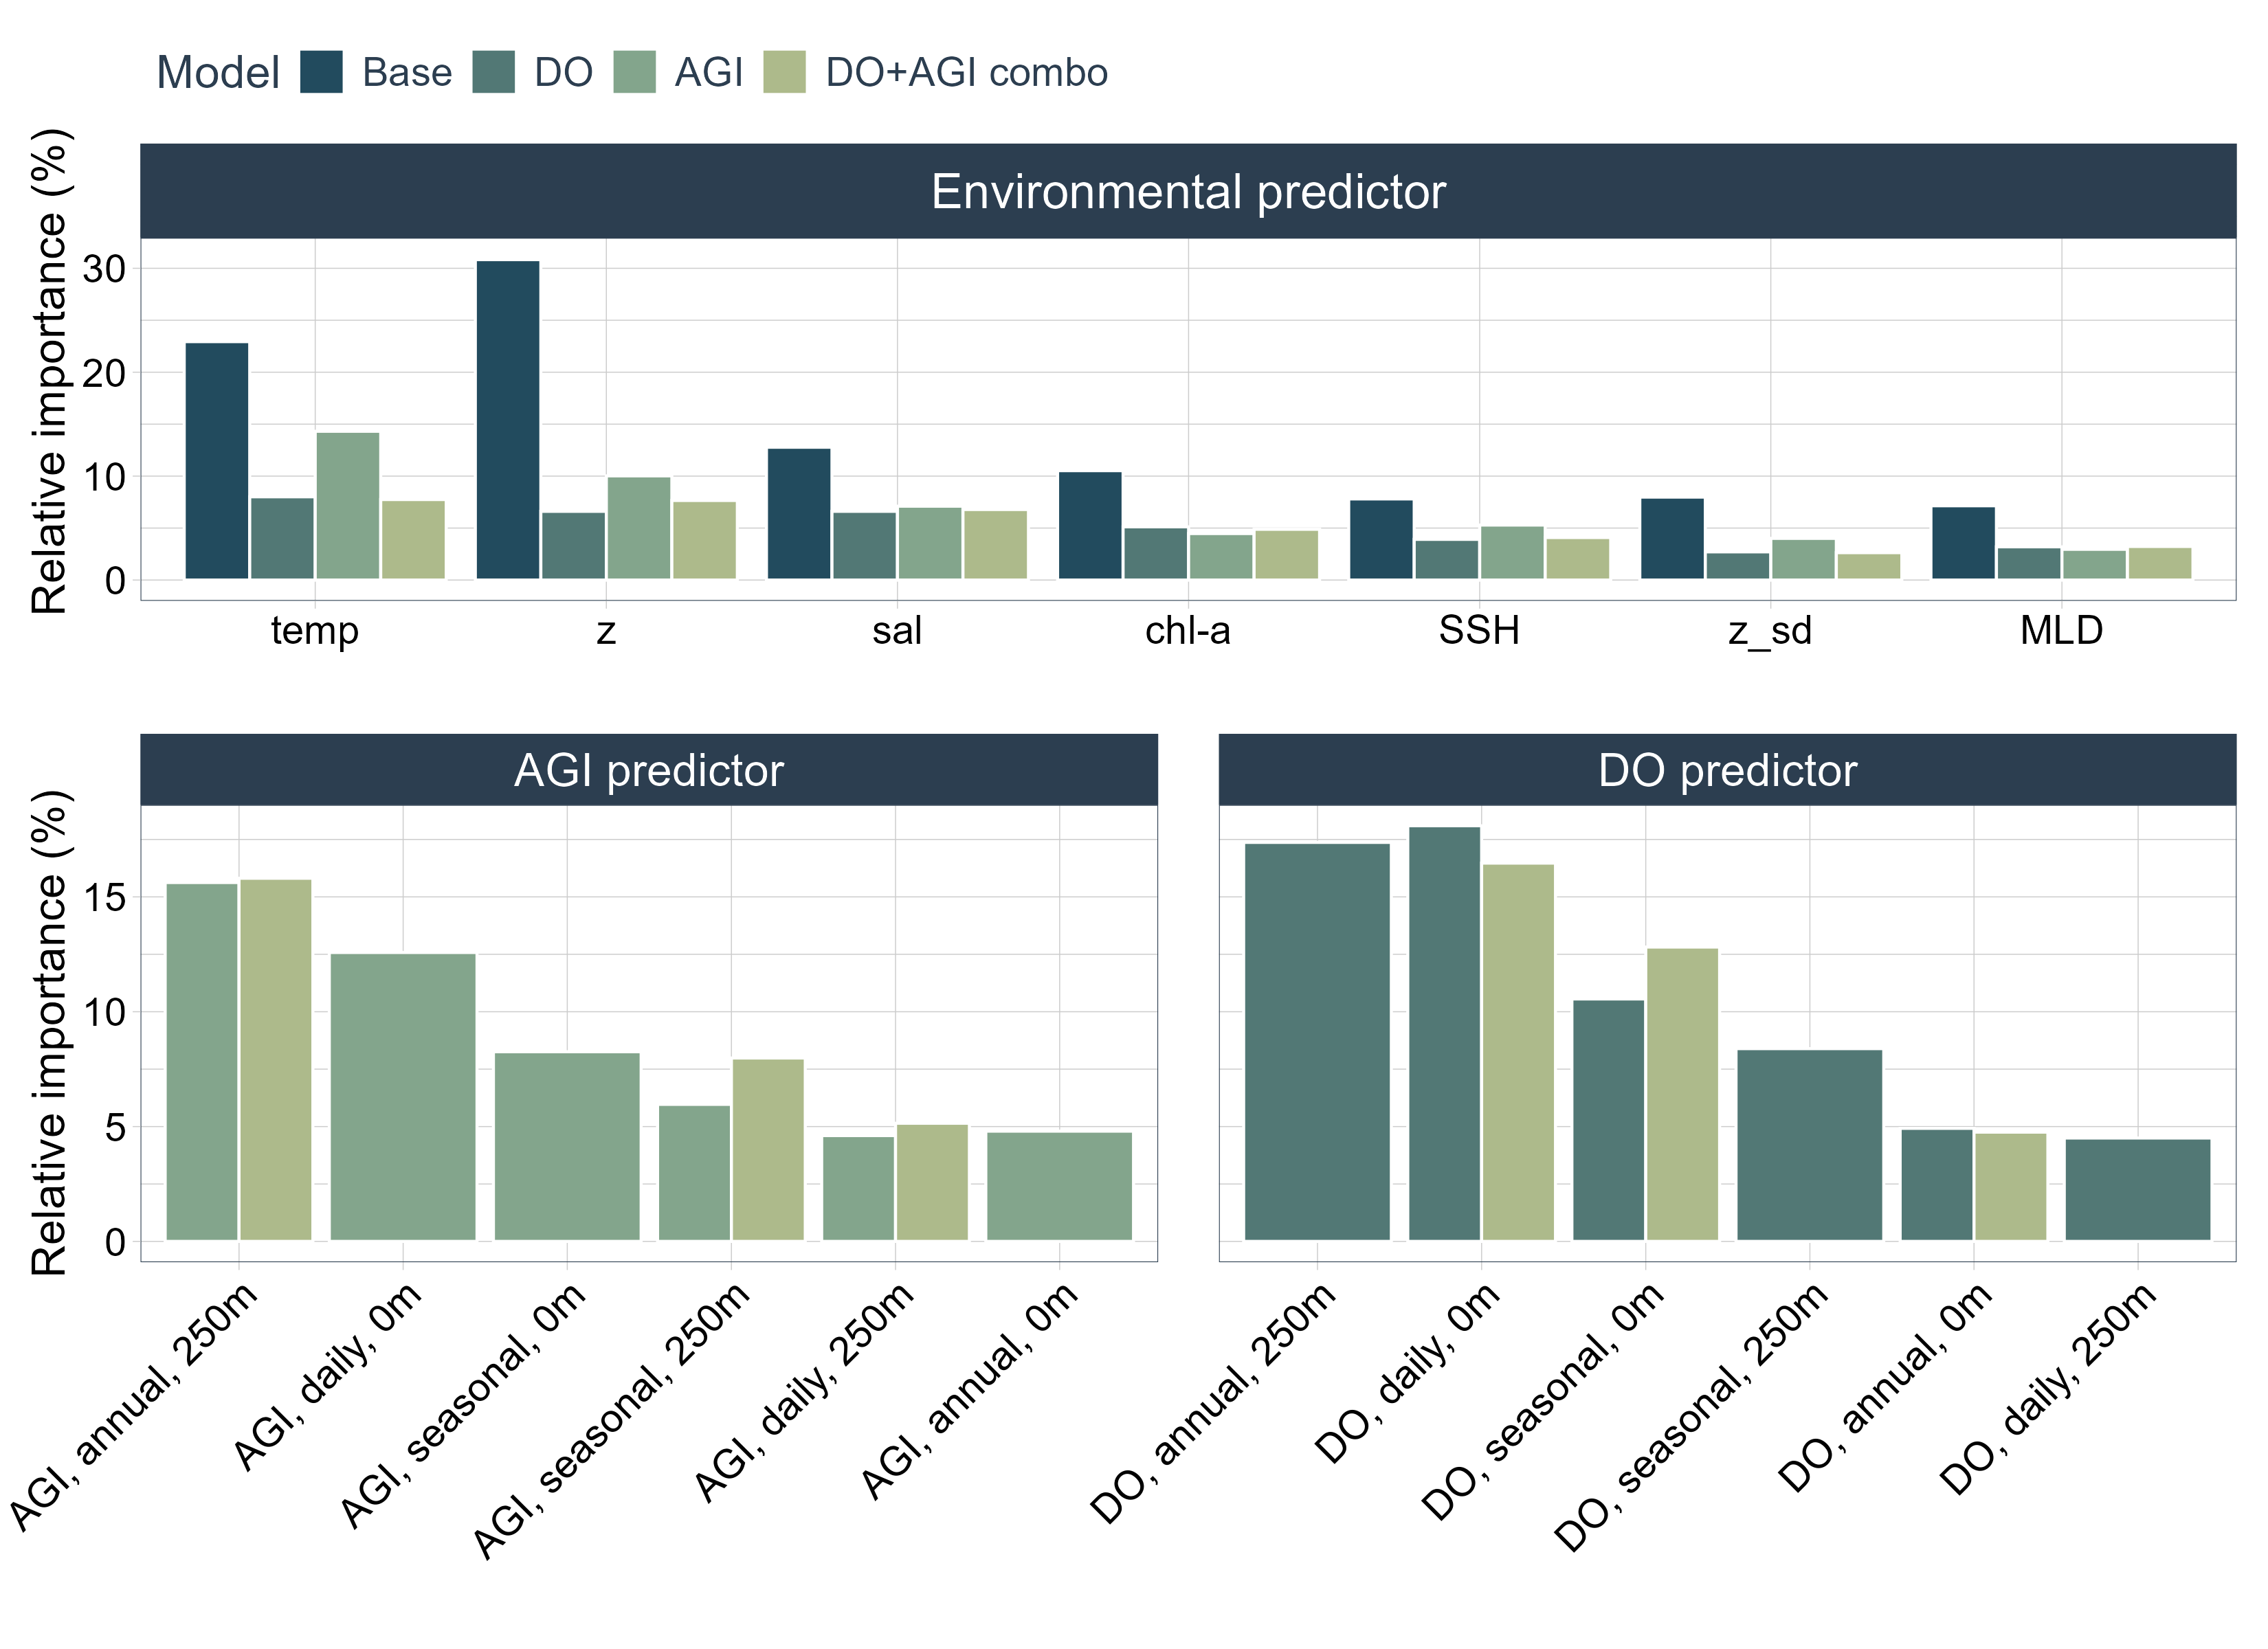 Model Base DO AGI DO+AGI combo
Environmental predictor
Relative importance (%)
30
20
10
0
temp z sal chl-a SSH z_sd MLD
AGI predictor DO predictor
Relative importance (%)
15
10
5
0
AGI, annual, 250m
AGI, daily, 0m
AGI, seasonal, 0m
AGI, seasonal, 250m
AGI, daily, 250m
AGI, annual, 0m
DO, annual, 250m
DO, daily, 0m
DO, seasonal, 0m
DO, seasonal, 250m
DO, annual, 0m
DO, daily, 250m